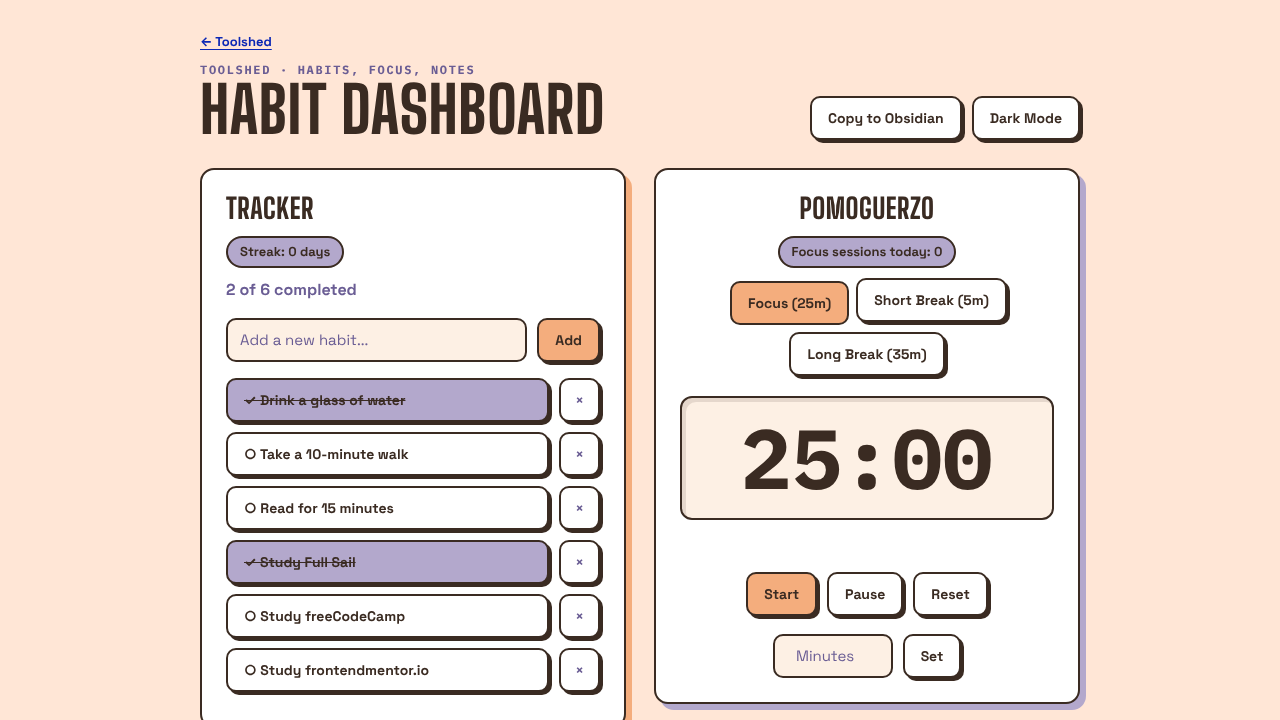 ← Toolshed
TOOLSHED · HABITS, FOCUS, NOTES
HABIT DASHBOARD
Copy to Obsidian
Dark Mode
TRACKER
Streak: 0 days
2 of 6 completed
Add a new habit...
Add
✓ Drink a glass of water ×
○ Take a 10-minute walk ×
○ Read for 15 minutes ×
✓ Study Full Sail ×
○ Study freeCodeCamp ×
○ Study frontendmentor.io ×
POMOGUERZO
Focus sessions today: 0
Focus (25m)
Short Break (5m)
Long Break (35m)
25:00
Start
Pause
Reset
Minutes
Set